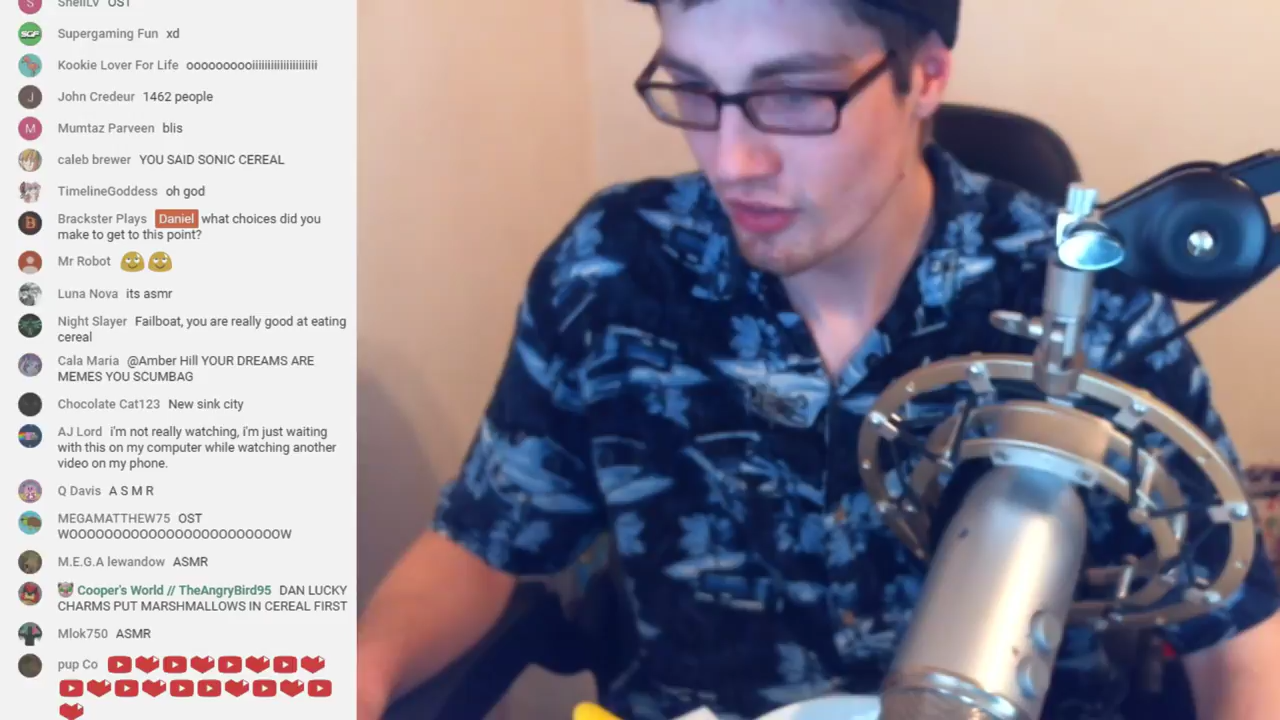 ShellLv OST
Supergaming Fun xd
Kookie Lover For Life oooooooooiiiiiiiiiiiiiiiiiiiiii
John Credeur 1462 people
Mumtaz Parveen blis
caleb brewer YOU SAID SONIC CEREAL
TimelineGoddess oh god
Brackster Plays Daniel what choices did you
make to get to this point?
Mr Robot
Luna Nova its asmr
Night Slayer Failboat, you are really good at eating
cereal
Cala Maria @Amber Hill YOUR DREAMS ARE
MEMES YOU SCUMBAG
Chocolate Cat123 New sink city
AJ Lord i'm not really watching, i'm just waiting
with this on my computer while watching another
video on my phone.
Q Davis A S M R
MEGAMATTHEW75 OST
WOOOOOOOOOOOOOOOOOOOOOOOW
M.E.G.A lewandow ASMR
Cooper's World // TheAngryBird95 DAN LUCKY
CHARMS PUT MARSHMALLOWS IN CEREAL FIRST
Mlok750 ASMR
pup Co